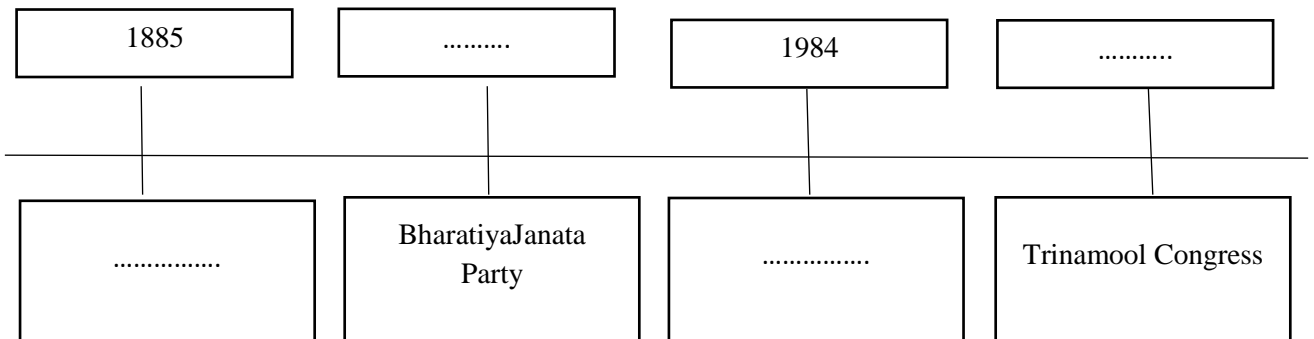 1885
..........
1984
...........
................
BharatiyaJanata
Party
................
Trinamool Congress